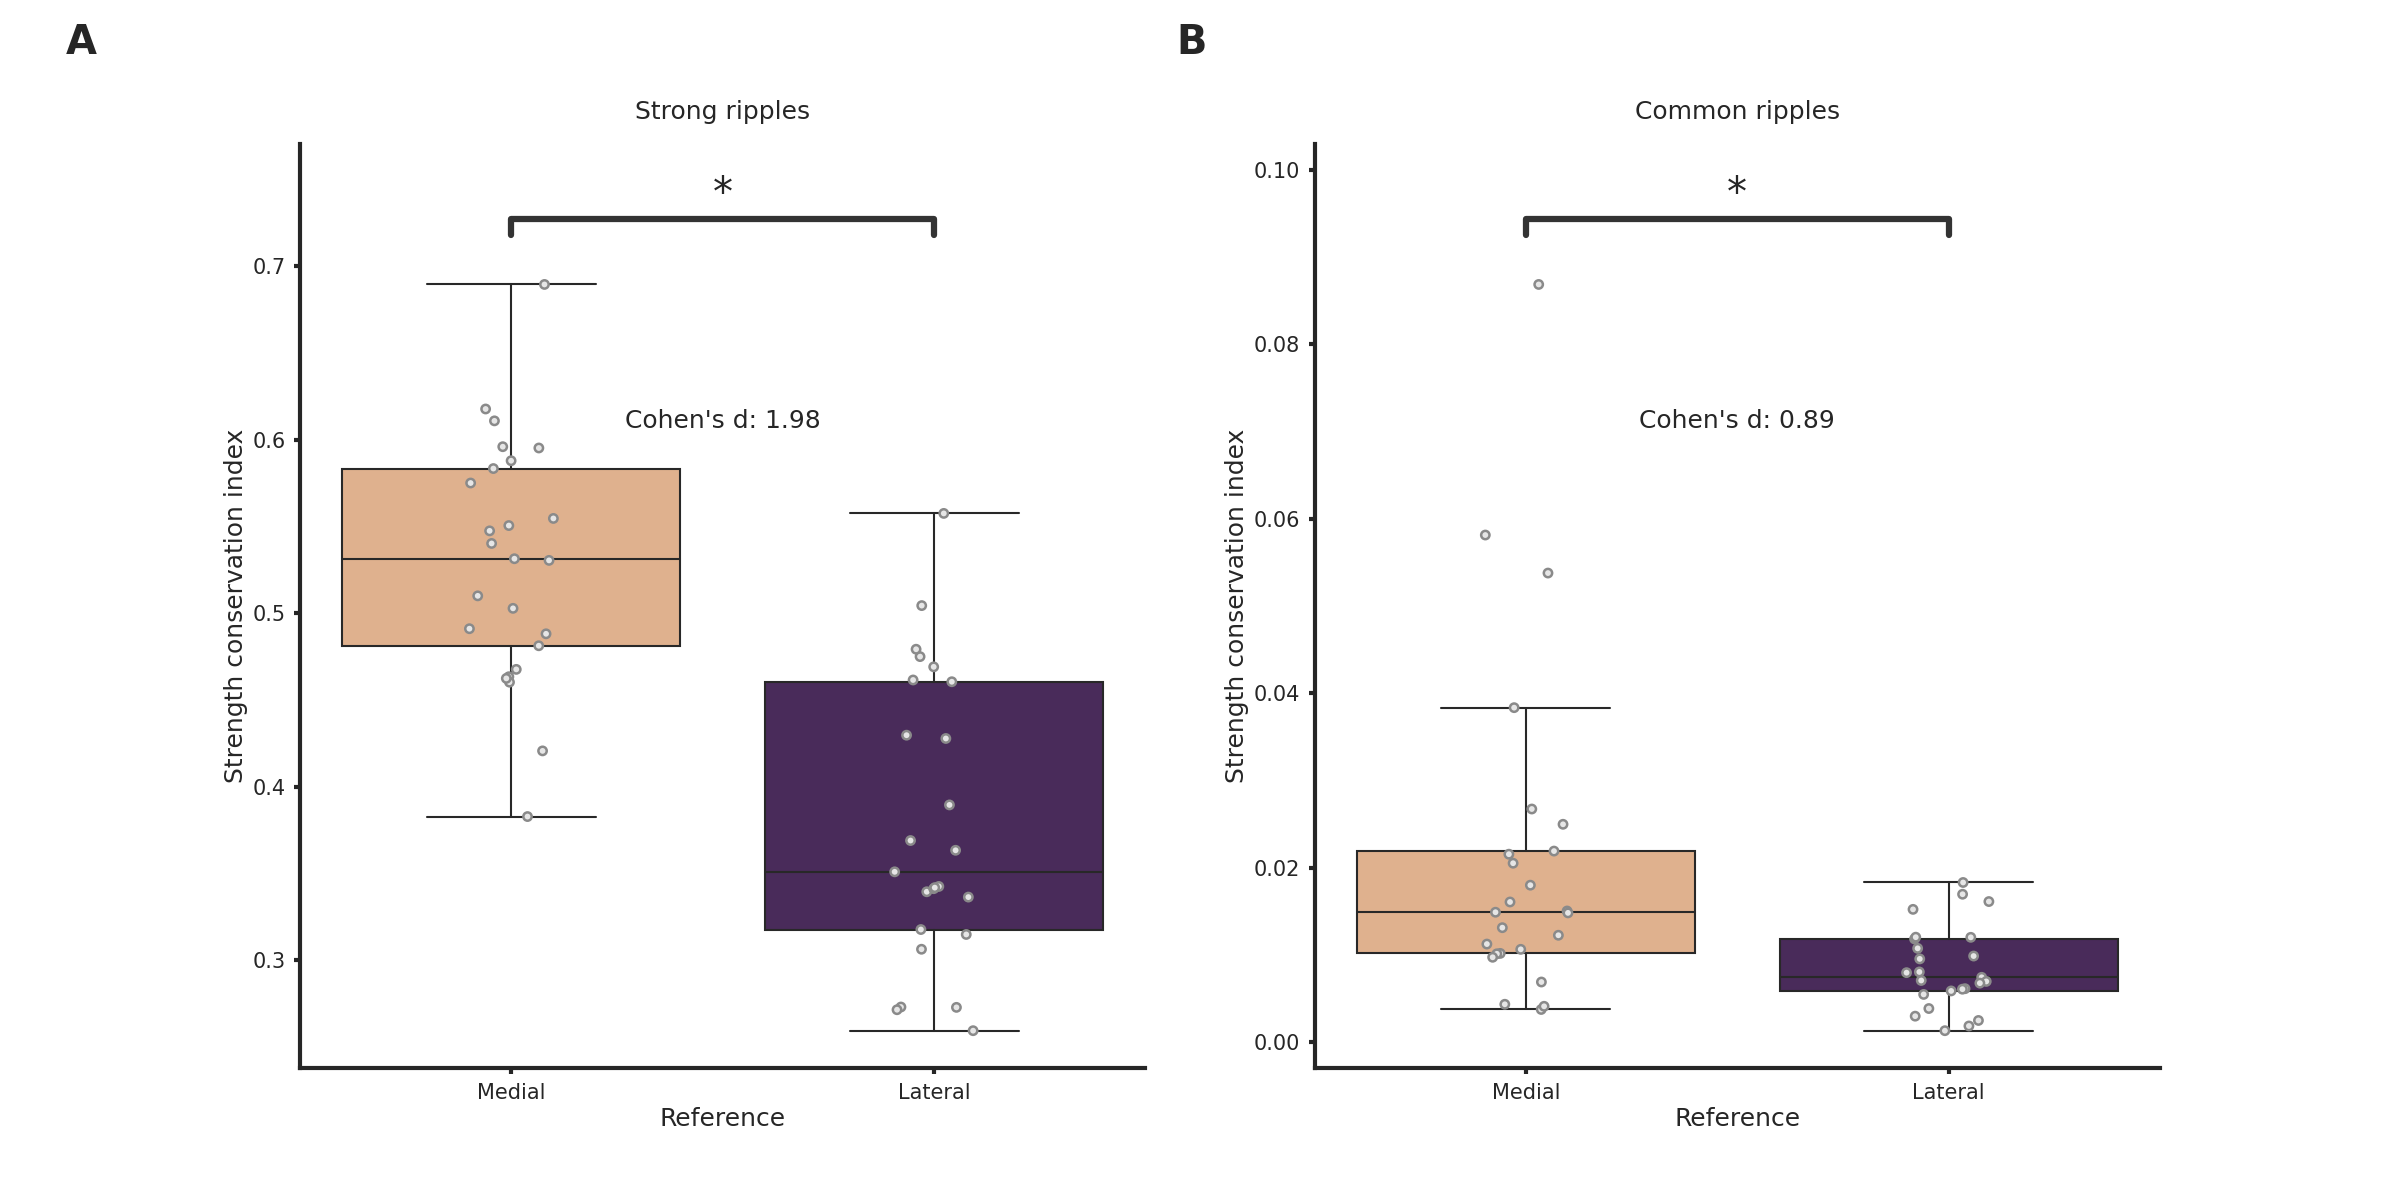 A
Strong ripples
*
Cohen's d: 1.98
Strength conservation index
0.7
0.6
0.5
0.4
0.3
Medial
Lateral
Reference
B
Common ripples
*
Cohen's d: 0.89
Strength conservation index
0.10
0.08
0.06
0.04
0.02
0.00
Medial
Lateral
Reference